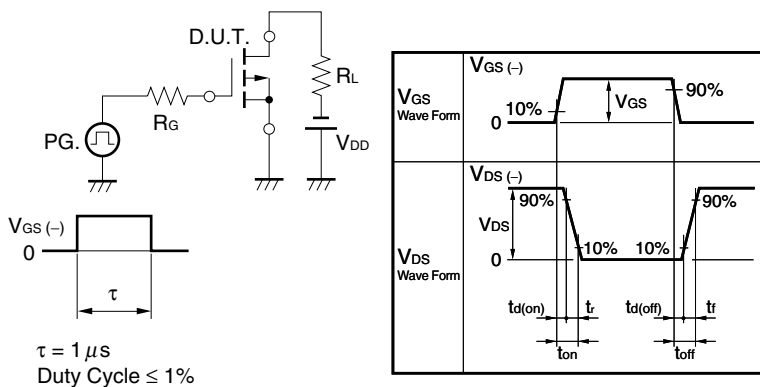 D.U.T.
RL
RG
PG.
VDD
VGS (−)
0
τ
τ = 1 μs
Duty Cycle ≤ 1%
VGS
Wave Form
VGS (−)
10%
VGS
90%
0
VDS
Wave Form
VDS (−)
90%
VDS
90%
10%
10%
0
td(on)
tr
td(off)
tf
ton
toff